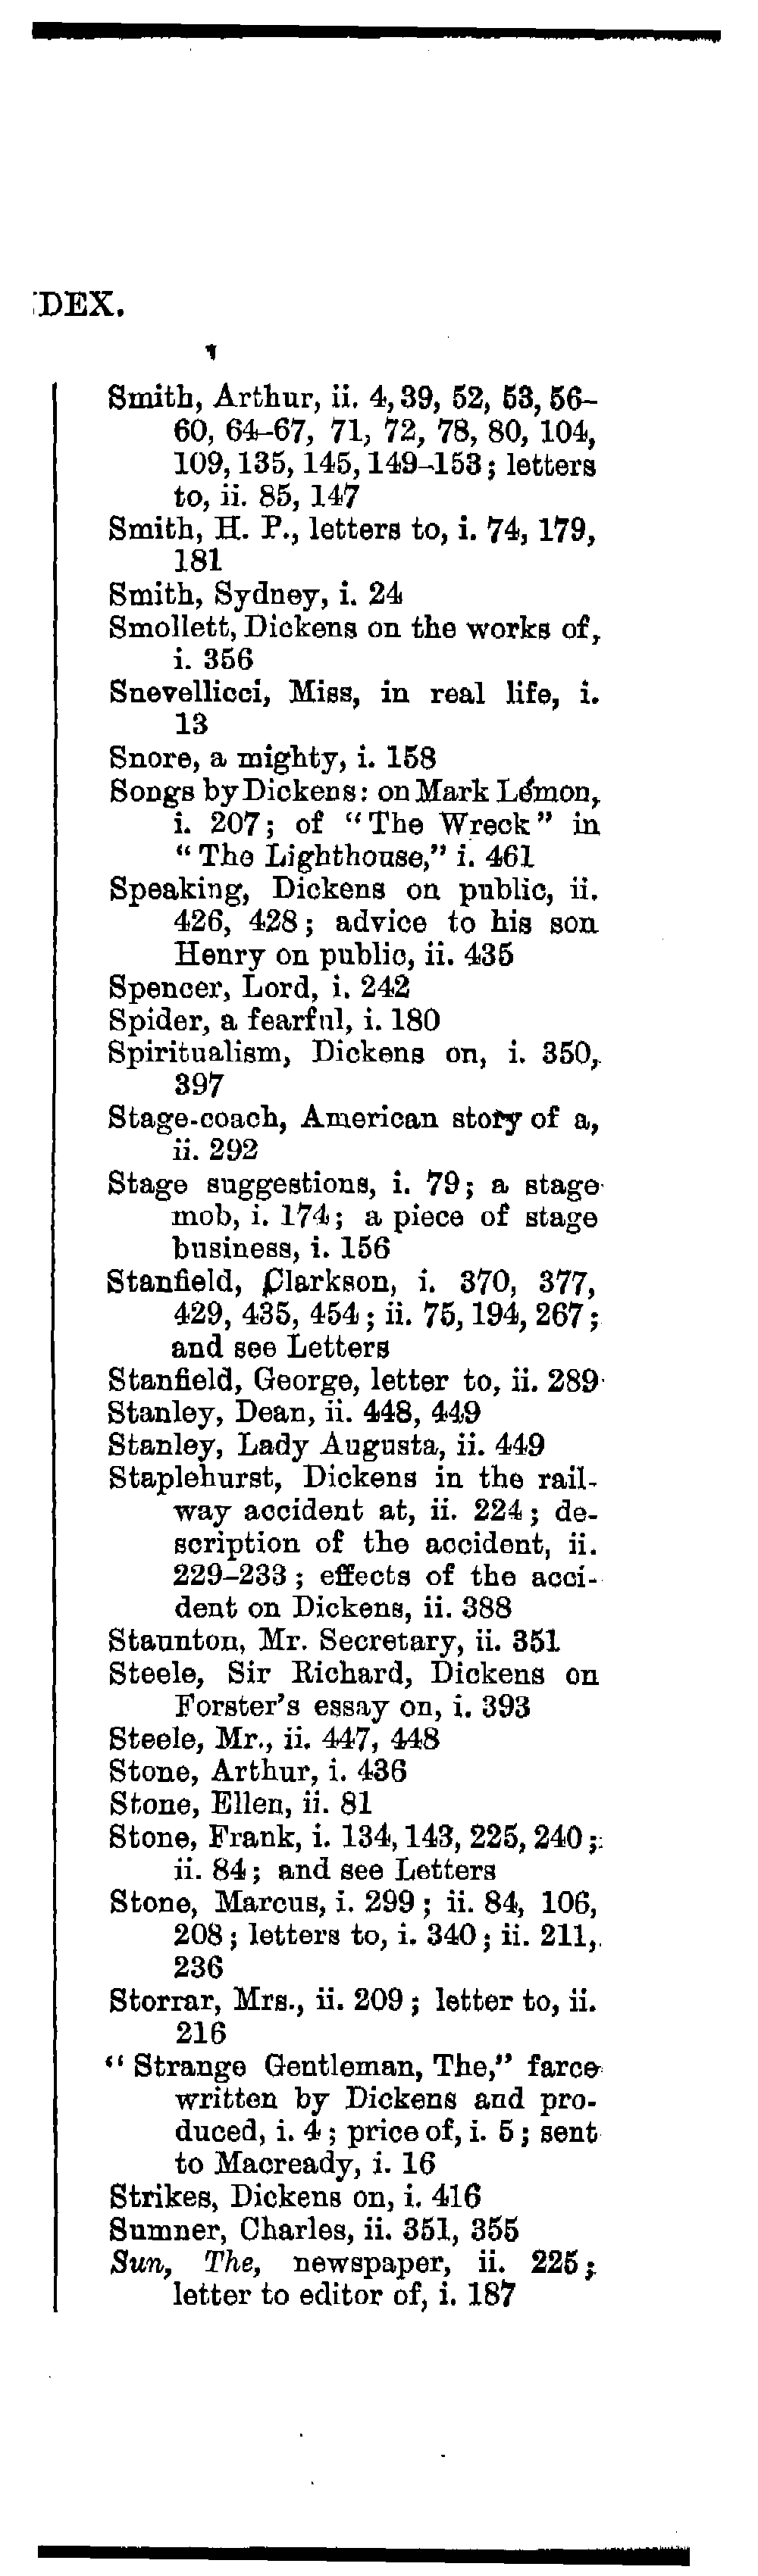 DEX.
Smith, Arthur, ii. 4, 39, 52, 53, 56–
60, 64–67, 71, 72, 78, 80, 104,
109, 135, 145, 149–153; letters
to, ii. 85, 147
Smith, H. P., letters to, i. 74, 179,
181
Smith, Sydney, i. 24
Smollett, Dickens on the works of,
i. 356
Snevellicci, Miss, in real life, i.
13
Snore, a mighty, i. 158
Songs by Dickens: on Mark Lemon,
i. 207; of “The Wreck” in
“The Lighthouse,” i. 461
Speaking, Dickens on public, ii.
426, 428; advice to his son
Henry on public, ii. 435
Spencer, Lord, i. 242
Spider, a fearful, i. 180
Spiritualism, Dickens on, i. 350,
397
Stage-coach, American story of a,
ii. 292
Stage suggestions, i. 79; a stage
mob, i. 174; a piece of stage
business, i. 156
Stanfield, Clarkson, i. 370, 377,
429, 435, 454; ii. 75, 194, 267;
and see Letters
Stanfield, George, letter to, ii. 289
Stanley, Dean, ii. 448, 449
Stanley, Lady Augusta, ii. 449
Staplehurst, Dickens in the rail-
way accident at, ii. 224; de-
scription of the accident, ii.
229–233; effects of the acci-
dent on Dickens, ii. 388
Staunton, Mr. Secretary, ii. 351
Steele, Sir Richard, Dickens on
Forster’s essay on, i. 393
Steele, Mr., ii. 447, 448
Stone, Arthur, i. 436
Stone, Ellen, ii. 81
Stone, Frank, i. 134, 143, 225, 240;
ii. 84; and see Letters
Stone, Marcus, i. 299; ii. 84, 106,
208; letters to, i. 340; ii. 211,
236
Storrar, Mrs., ii. 209; letter to, ii.
216
“Strange Gentleman, The,” farce
written by Dickens and pro-
duced, i. 4; price of, i. 5; sent
to Macready, i. 16
Strikes, Dickens on, i. 416
Sumner, Charles, ii. 351, 355
Sun, The, newspaper, ii. 225;
letter to editor of, i. 187